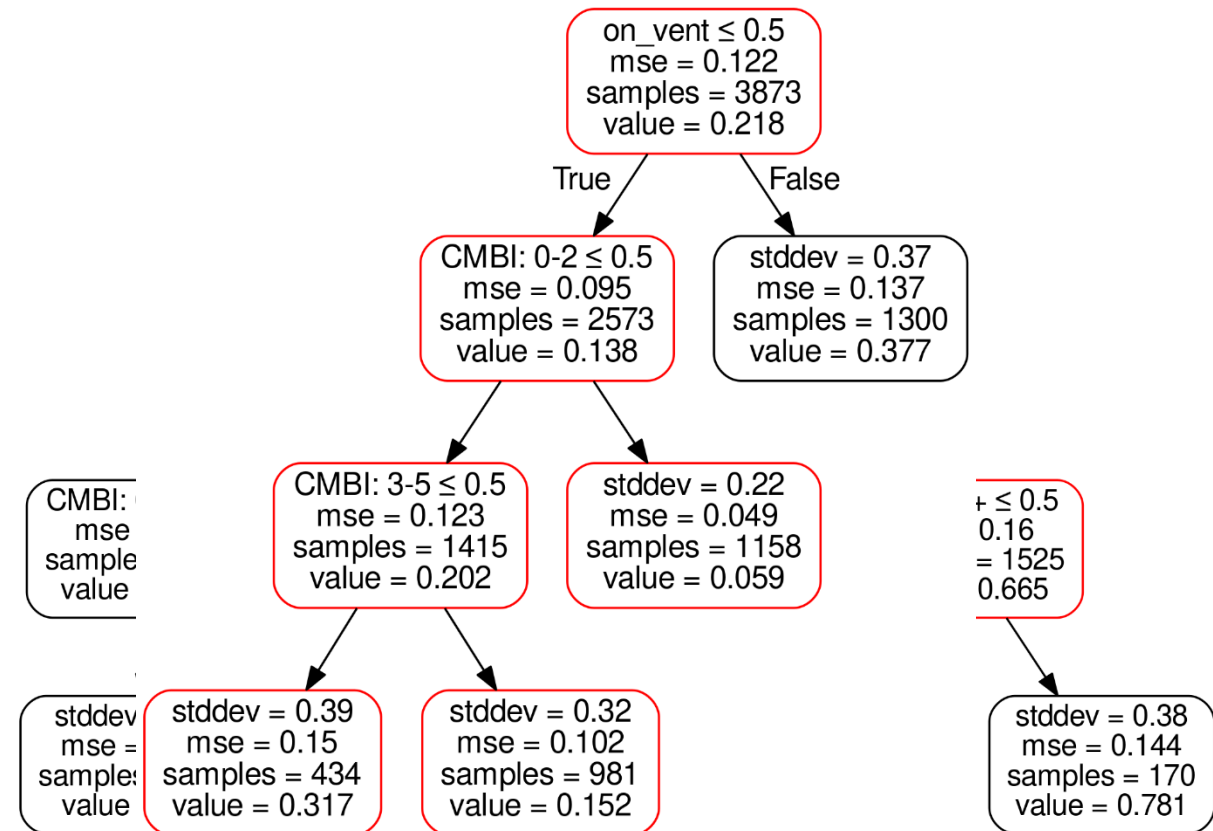 on_vent ≤ 0.5
mse = 0.122
samples = 3873
value = 0.218
True
False
CMBI: 0-2 ≤ 0.5
mse = 0.095
samples = 2573
value = 0.138
stddev = 0.37
mse = 0.137
samples = 1300
value = 0.377
CMBI:
mse
value
CMBI: 3-5 ≤ 0.5
mse = 0.123
samples = 1415
value = 0.202
stddev = 0.22
mse = 0.049
samples = 1158
value = 0.059
≤ 0.5
0.16
= 1525
0.665
stddev
mse =
samples
value
stddev = 0.39
mse = 0.15
samples = 434
value = 0.317
stddev = 0.32
mse = 0.102
samples = 981
value = 0.152
stddev = 0.38
mse = 0.144
samples = 170
value = 0.781